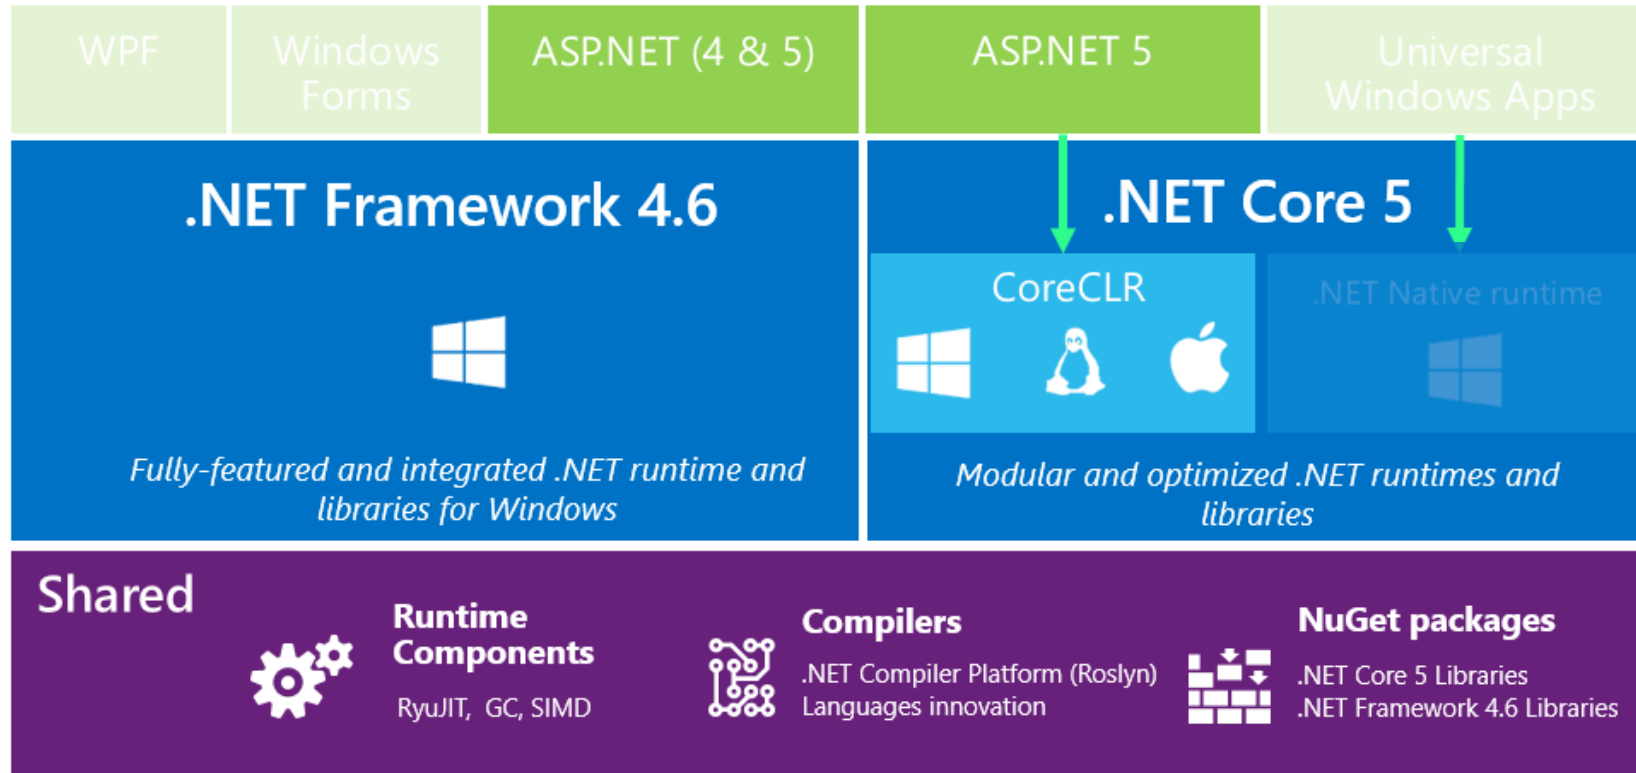 WPF
Windows
Forms
ASP.NET (4 & 5)
ASP.NET 5
Universal
Windows Apps
.NET Framework 4.6
Fully-featured and integrated .NET runtime and
libraries for Windows
.NET Core 5
CoreCLR
.NET Native runtime
Modular and optimized .NET runtimes and
libraries
Shared
Runtime
Components
RyuJIT, GC, SIMD
Compilers
.NET Compiler Platform (Roslyn)
Languages innovation
NuGet packages
.NET Core 5 Libraries
.NET Framework 4.6 Libraries